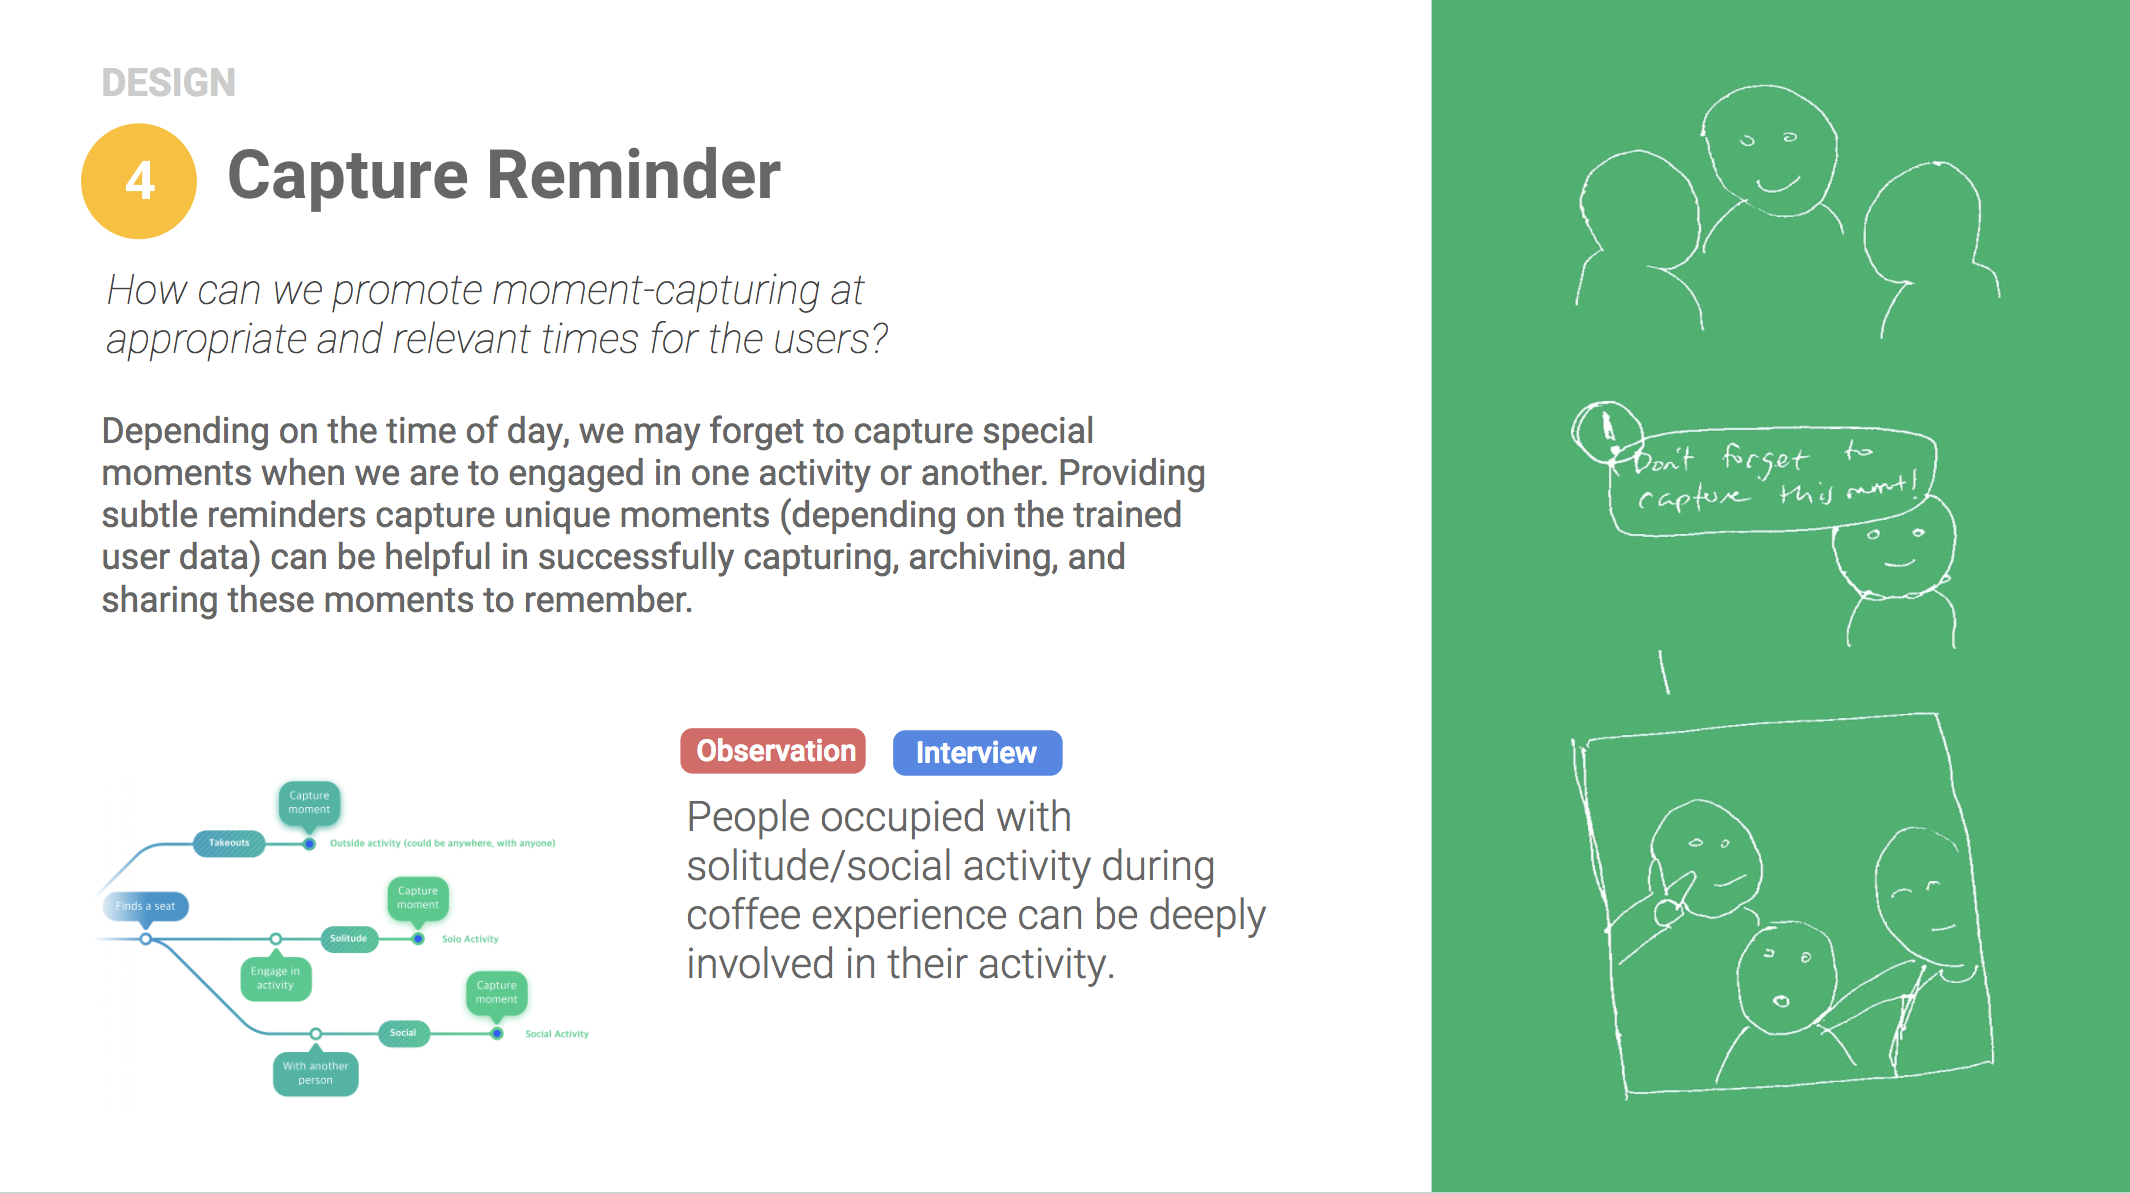 DESIGN
4
Capture Reminder
How can we promote moment-capturing at
appropriate and relevant times for the users?
Depending on the time of day, we may forget to capture special
moments when we are to engaged in one activity or another. Providing
subtle reminders capture unique moments (depending on the trained
user data) can be helpful in successfully capturing, archiving, and
sharing these moments to remember.
Observation
Interview
People occupied with
solitude/social activity during
coffee experience can be deeply
involved in their activity.
Capture
moment
Takeouts
Outside activity (could be anywhere, with anyone)
Finds a seat
Capture
moment
Solitude
Solo Activity
Engage in
activity
Capture
moment
Social
Social Activity
With another
person
!
Don't forget to
capture this